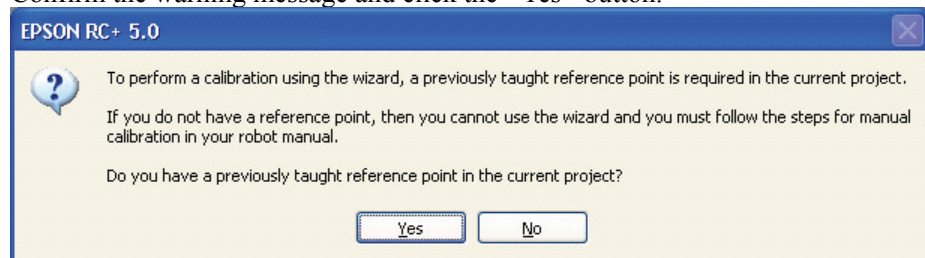 Confirm the warning message and click the "Yes" button.
EPSON RC+ 5.0
To perform a calibration using the wizard, a previously taught reference point is required in the current project.
If you do not have a reference point, then you cannot use the wizard and you must follow the steps for manual
calibration in your robot manual.
Do you have a previously taught reference point in the current project?
Yes
No